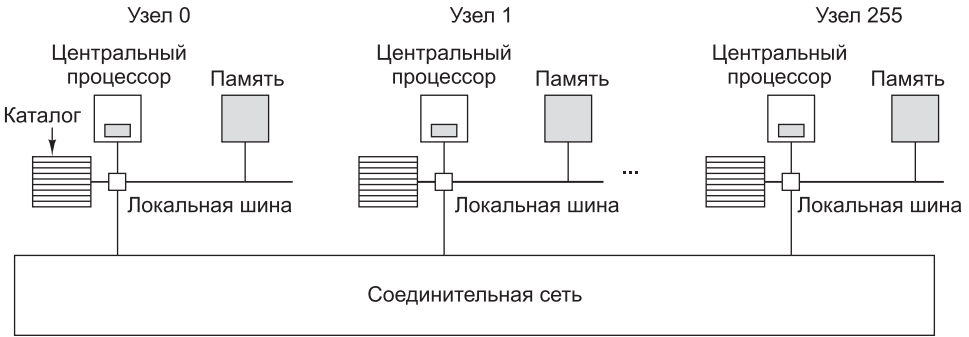 Узел 0
Узел 1
Узел 255
Центральный
процессор
Память
Центральный
процессор
Память
Центральный
процессор
Память
Каталог
...
Локальная шина
Локальная шина
Локальная шина
Соединительная сеть